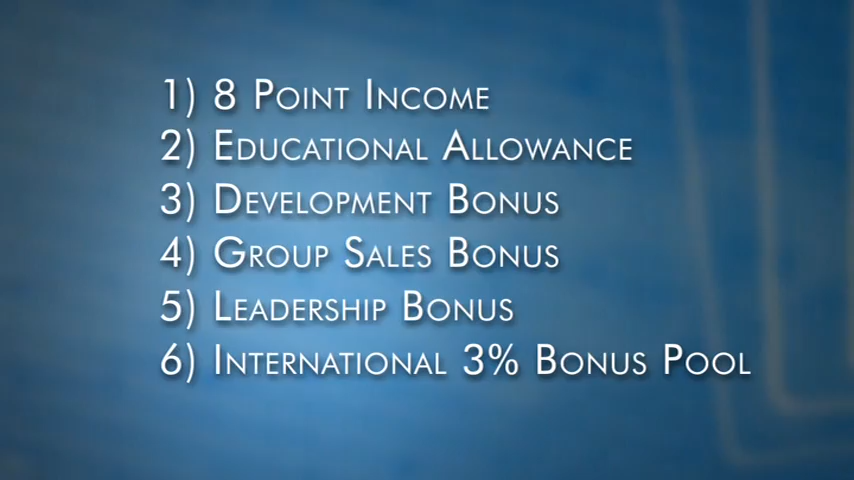 1) 8 Point Income
2) Educational Allowance
3) Development Bonus
4) Group Sales Bonus
5) Leadership Bonus
6) International 3% Bonus Pool